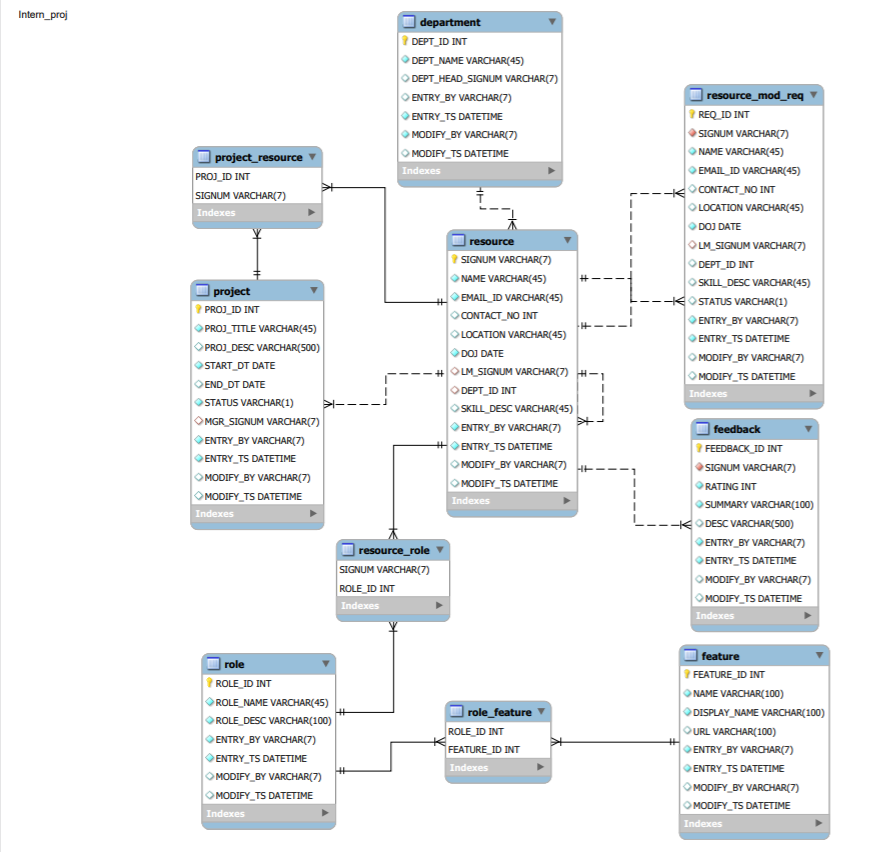 Intern_proj
department
DEPT_ID INT
DEPT_NAME VARCHAR(45)
DEPT_HEAD_SIGNUM VARCHAR(7)
ENTRY_BY VARCHAR(7)
ENTRY_TS DATETIME
MODIFY_BY VARCHAR(7)
MODIFY_TS DATETIME
Indexes
resource_mod_req
REQ_ID INT
SIGNUM VARCHAR(7)
NAME VARCHAR(45)
EMAIL_ID VARCHAR(45)
CONTACT_NO INT
LOCATION VARCHAR(45)
DOJ DATE
LM_SIGNUM VARCHAR(7)
DEPT_ID INT
SKILL_DESC VARCHAR(45)
STATUS VARCHAR(1)
ENTRY_BY VARCHAR(7)
ENTRY_TS DATETIME
MODIFY_BY VARCHAR(7)
MODIFY_TS DATETIME
Indexes
project_resource
PROJ_ID INT
SIGNUM VARCHAR(7)
Indexes
resource
SIGNUM VARCHAR(7)
NAME VARCHAR(45)
EMAIL_ID VARCHAR(45)
CONTACT_NO INT
LOCATION VARCHAR(45)
DOJ DATE
LM_SIGNUM VARCHAR(7)
DEPT_ID INT
SKILL_DESC VARCHAR(45)
ENTRY_BY VARCHAR(7)
ENTRY_TS DATETIME
MODIFY_BY VARCHAR(7)
MODIFY_TS DATETIME
Indexes
project
PROJ_ID INT
PROJ_TITLE VARCHAR(45)
PROJ_DESC VARCHAR(500)
START_DT DATE
END_DT DATE
STATUS VARCHAR(1)
MGR_SIGNUM VARCHAR(7)
ENTRY_BY VARCHAR(7)
ENTRY_TS DATETIME
MODIFY_BY VARCHAR(7)
MODIFY_TS DATETIME
Indexes
feedback
FEEDBACK_ID INT
SIGNUM VARCHAR(7)
RATING INT
SUMMARY VARCHAR(100)
DESC VARCHAR(500)
ENTRY_BY VARCHAR(7)
ENTRY_TS DATETIME
MODIFY_BY VARCHAR(7)
MODIFY_TS DATETIME
Indexes
resource_role
SIGNUM VARCHAR(7)
ROLE_ID INT
Indexes
role
ROLE_ID INT
ROLE_NAME VARCHAR(45)
ROLE_DESC VARCHAR(100)
ENTRY_BY VARCHAR(7)
ENTRY_TS DATETIME
MODIFY_BY VARCHAR(7)
MODIFY_TS DATETIME
Indexes
role_feature
ROLE_ID INT
FEATURE_ID INT
Indexes
feature
FEATURE_ID INT
NAME VARCHAR(100)
DISPLAY_NAME VARCHAR(100)
URL VARCHAR(100)
ENTRY_BY VARCHAR(7)
ENTRY_TS DATETIME
MODIFY_BY VARCHAR(7)
MODIFY_TS DATETIME
Indexes